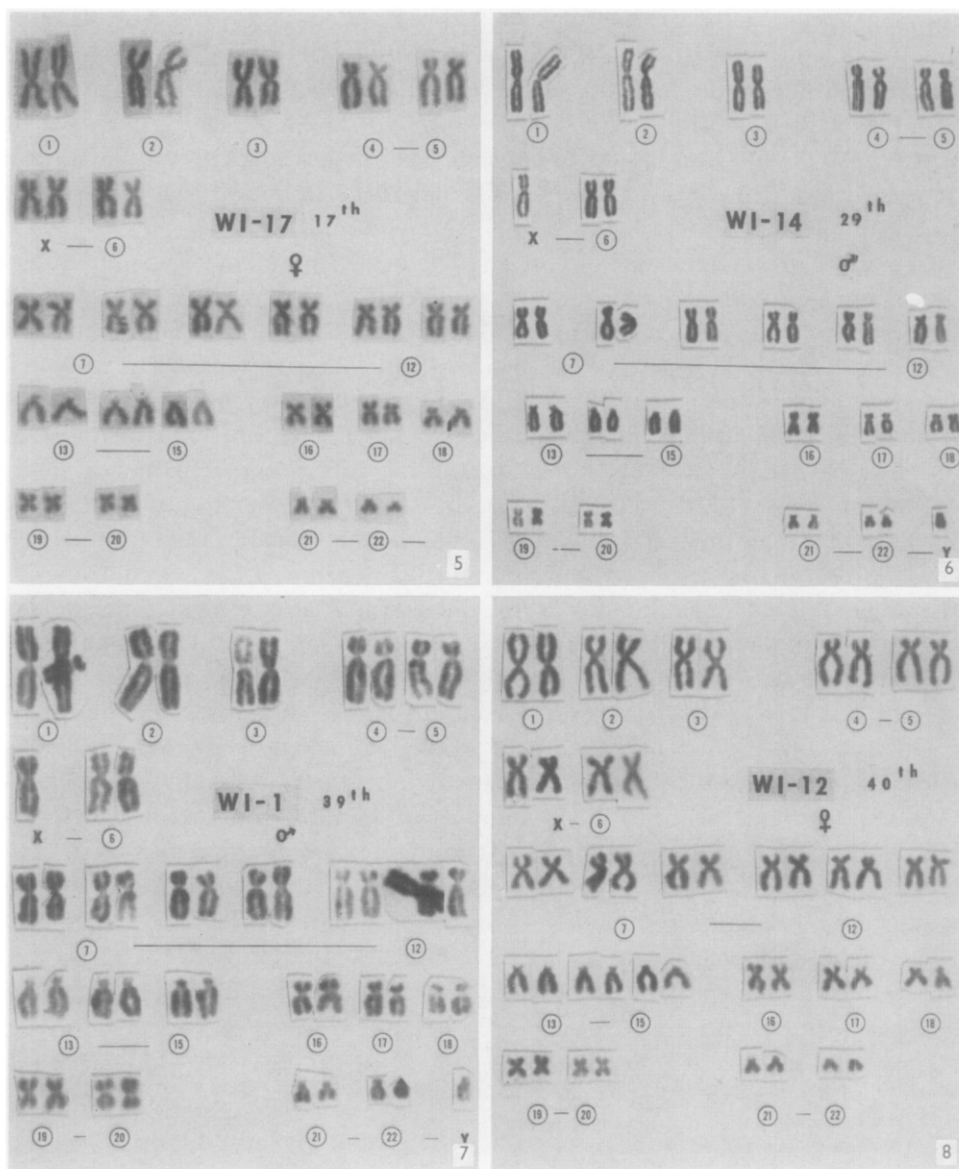 1 2 3 4 — 5
X — 6 WI-17 17th
♀
7 — 12
13 — 15 16 17 18
19 — 20 21 — 22 —
5
1 2 3 4 — 5
X — 6 WI-14 29th
♂
7 — 12
13 — 15 16 17 18
19 - — 20 21 — 22 — Y
6
1 2 3 4 — 5
X — 6 WI-1 39th
♂
7 — 12
13 — 15 16 17 18
19 — 20 21 — 22 — Y
7
1 2 3 4 — 5
X — 6 WI-12 40th
♀
7 — 12
13 — 15 16 17 18
19 — 20 21 — 22
8